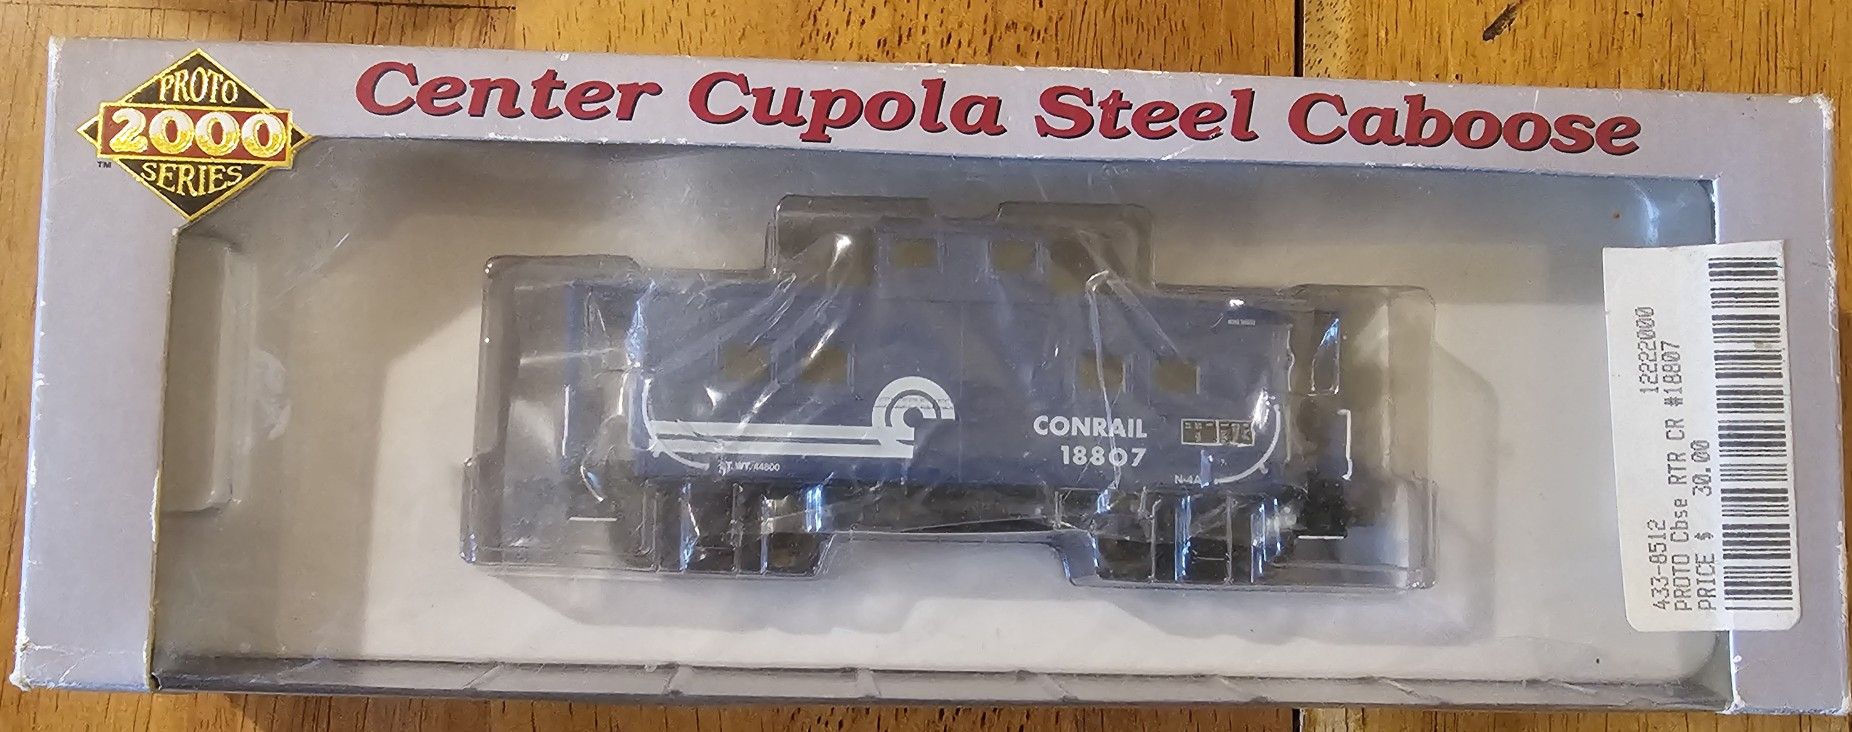 PROTO
2000
SERIES
TM
Center Cupola Steel Caboose
CONRAIL
18807
LT. WT. 44800
N-4A
433-8512 12222000
PROTO Cbse RTR CR #18807
PRICE $ 30.00